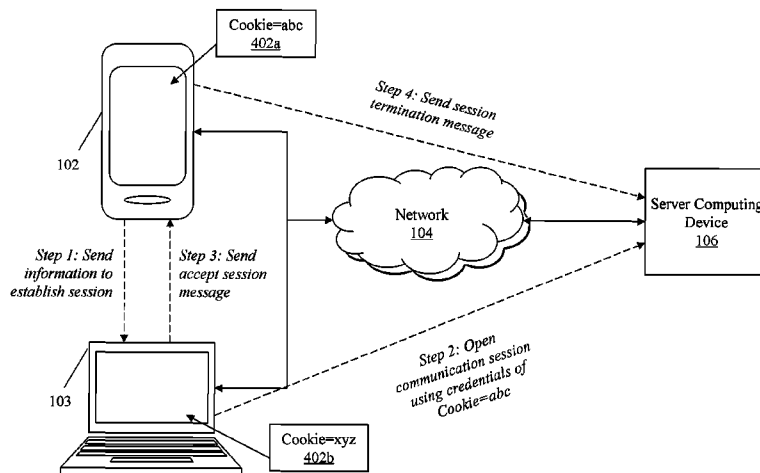 Cookie=abc
402a
Step 4: Send session
termination message
102
Network
104
Server Computing
Device
106
Step 1: Send
information to
establish session
Step 3: Send
accept session
message
103
Step 2: Open
communication session
using credentials of
Cookie=abc
Cookie=xyz
402b